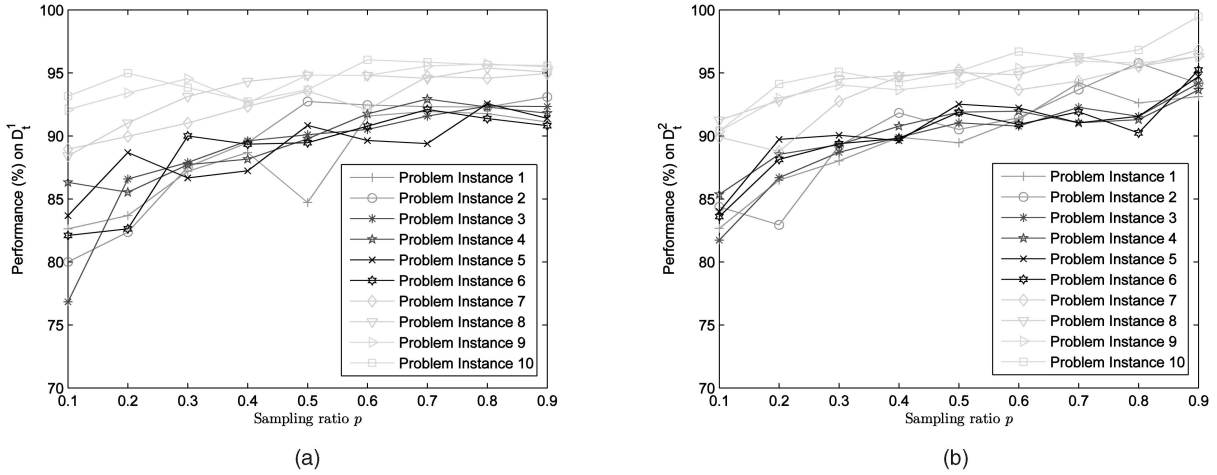 100
95
90
85
80
75
70
Performance (%) on D_t^1
Problem Instance 1
Problem Instance 2
Problem Instance 3
Problem Instance 4
Problem Instance 5
Problem Instance 6
Problem Instance 7
Problem Instance 8
Problem Instance 9
Problem Instance 10
0.1 0.2 0.3 0.4 0.5 0.6 0.7 0.8 0.9
Sampling ratio p
(a)
100
95
90
85
80
75
70
Performance (%) on D_t^2
Problem Instance 1
Problem Instance 2
Problem Instance 3
Problem Instance 4
Problem Instance 5
Problem Instance 6
Problem Instance 7
Problem Instance 8
Problem Instance 9
Problem Instance 10
0.1 0.2 0.3 0.4 0.5 0.6 0.7 0.8 0.9
Sampling ratio p
(b)